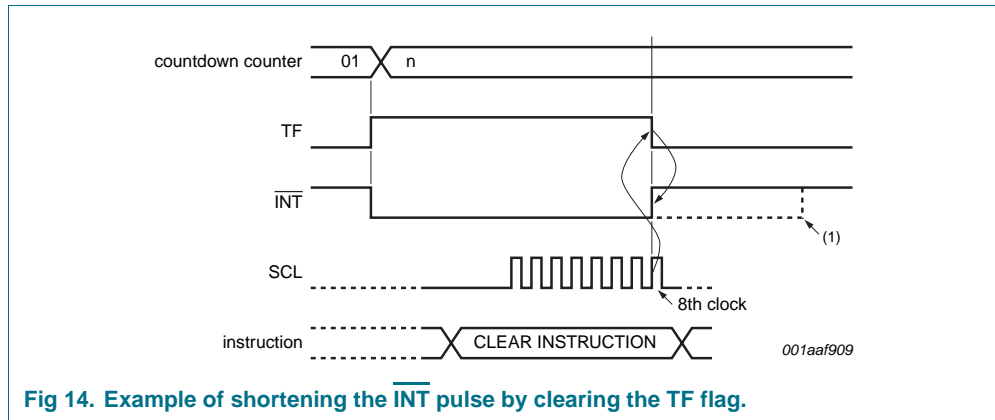 countdown counter 01 n
TF
INT
(1)
SCL
8th clock
instruction CLEAR INSTRUCTION
001aaf909
Fig 14. Example of shortening the INT pulse by clearing the TF flag.